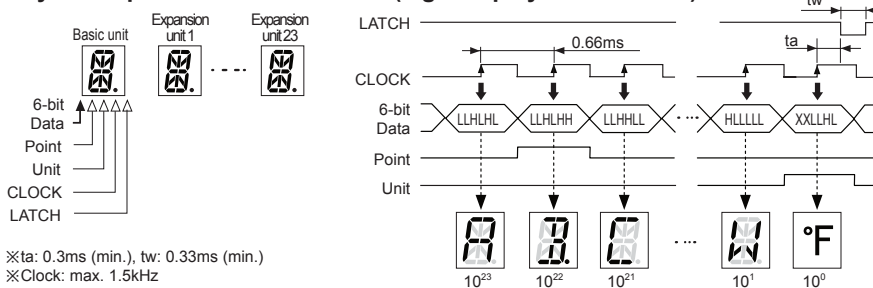 Basic unit
Expansion
unit 1
Expansion
unit 23
6-bit
Data
Point
Unit
CLOCK
LATCH
※ta: 0.3ms (min.), tw: 0.33ms (min.)
※Clock: max. 1.5kHz
LATCH
tw
ta
0.66ms
CLOCK
6-bit
Data
LLHLHL
LLHLHH
LLHHLL
HLLLLL
XXLLHL
Point
Unit
A
B.
C
W
°F
10²³
10²²
10²¹
10¹
10⁰